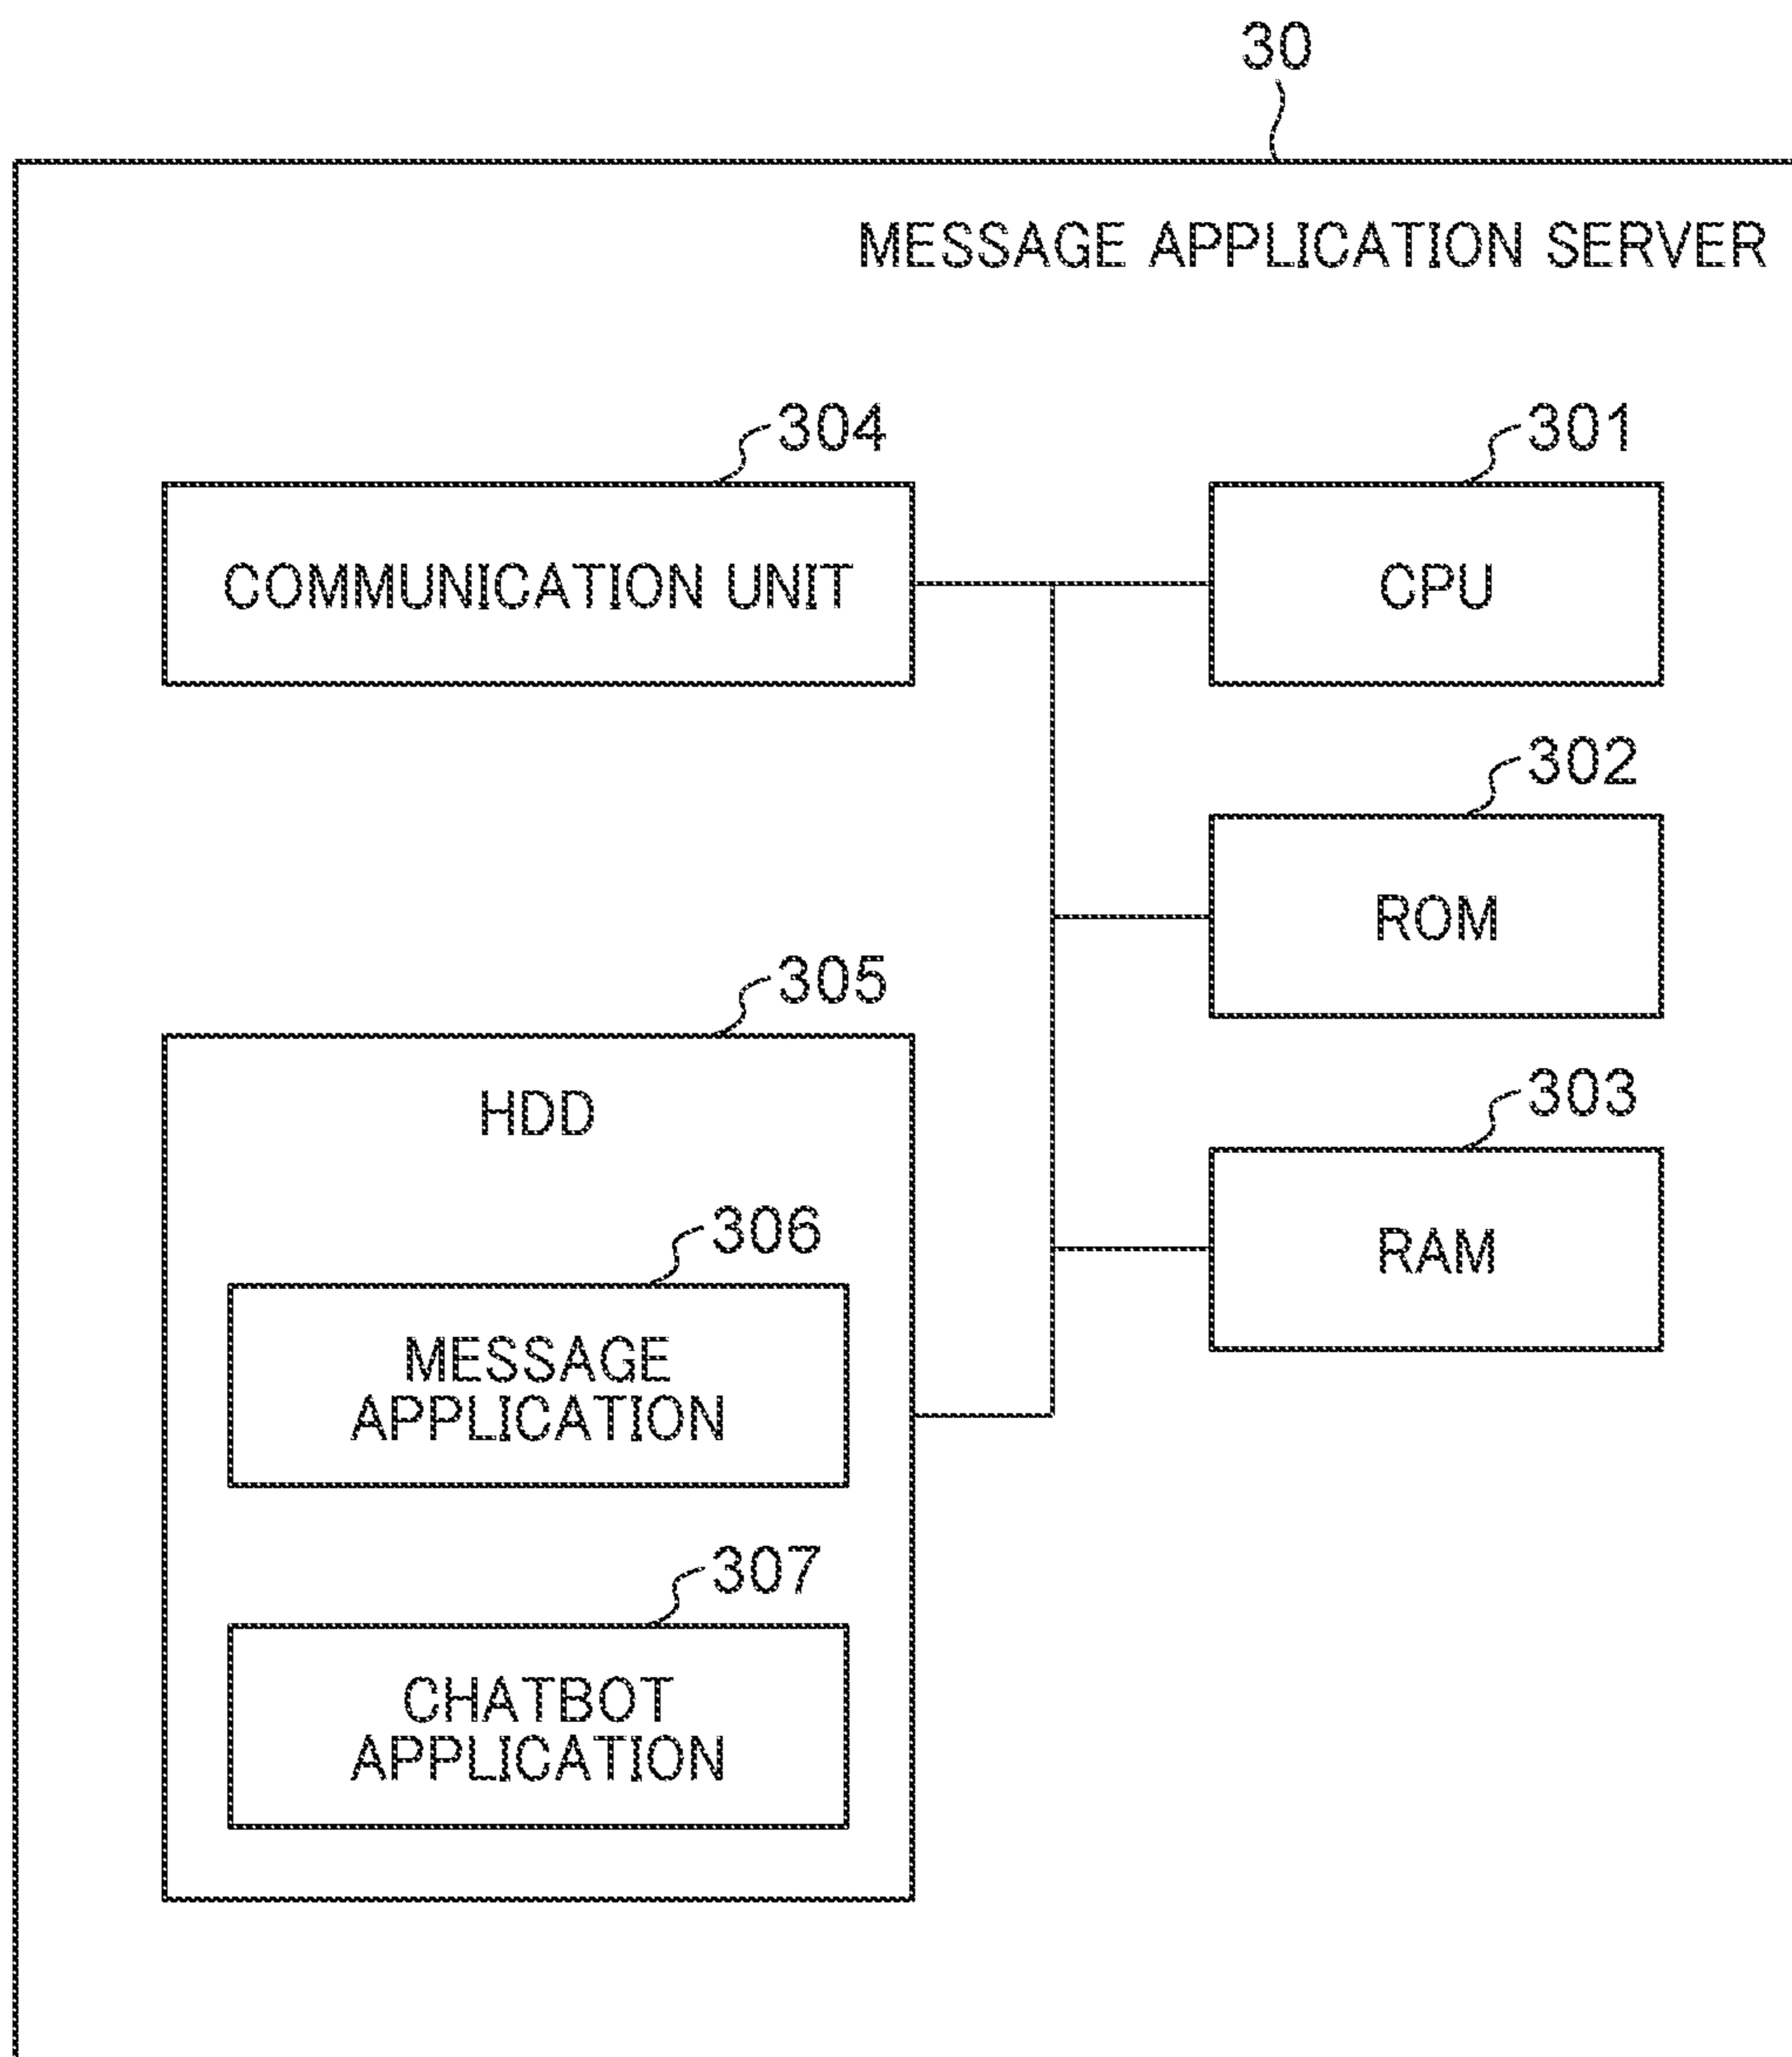 30
MESSAGE APPLICATION SERVER
304
COMMUNICATION UNIT
301
CPU
302
ROM
305
HDD
303
RAM
306
MESSAGE
APPLICATION
307
CHATBOT
APPLICATION